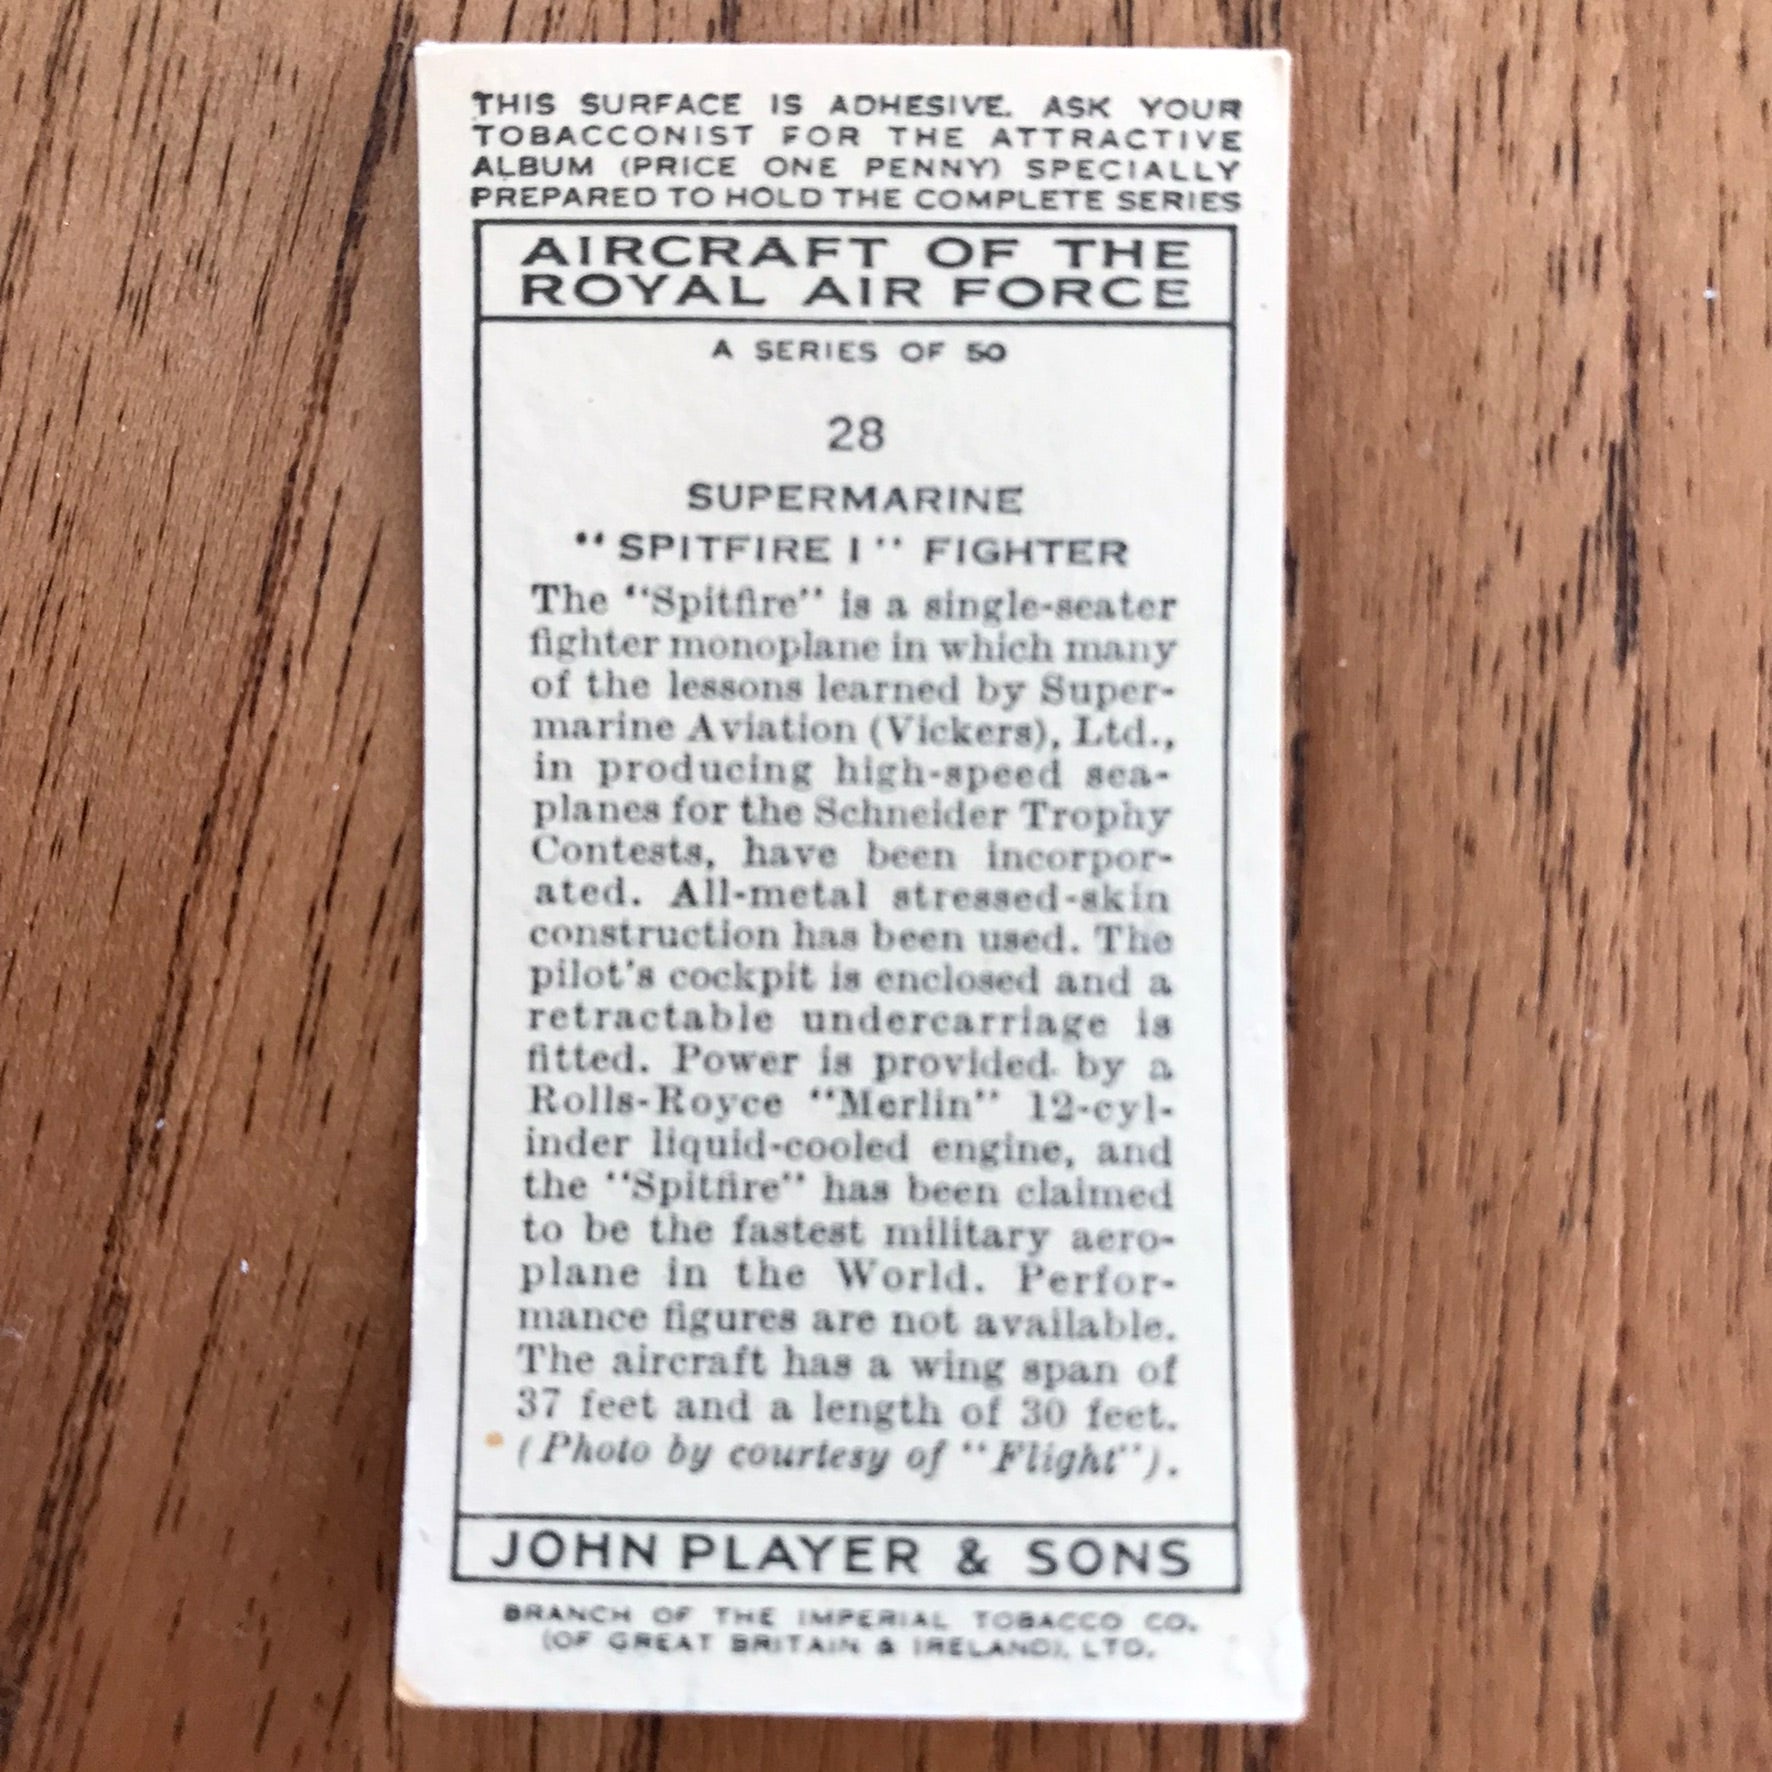 THIS SURFACE IS ADHESIVE. ASK YOUR
TOBACCONIST FOR THE ATTRACTIVE
ALBUM (PRICE ONE PENNY) SPECIALLY
PREPARED TO HOLD THE COMPLETE SERIES
AIRCRAFT OF THE
ROYAL AIR FORCE
A SERIES OF 50
28
SUPERMARINE
"SPITFIRE I" FIGHTER
The "Spitfire" is a single-seater
fighter monoplane in which many
of the lessons learned by Super-
marine Aviation (Vickers), Ltd.,
in producing high-speed sea-
planes for the Schneider Trophy
Contests, have been incorpor-
ated. All-metal stressed-skin
construction has been used. The
pilot's cockpit is enclosed and a
retractable undercarriage is
fitted. Power is provided by a
Rolls-Royce "Merlin" 12-cyl-
inder liquid-cooled engine, and
the "Spitfire" has been claimed
to be the fastest military aero-
plane in the World. Perfor-
mance figures are not available.
The aircraft has a wing span of
37 feet and a length of 30 feet.
(Photo by courtesy of "Flight").
JOHN PLAYER & SONS
BRANCH OF THE IMPERIAL TOBACCO CO.
(OF GREAT BRITAIN & IRELAND), LTD.